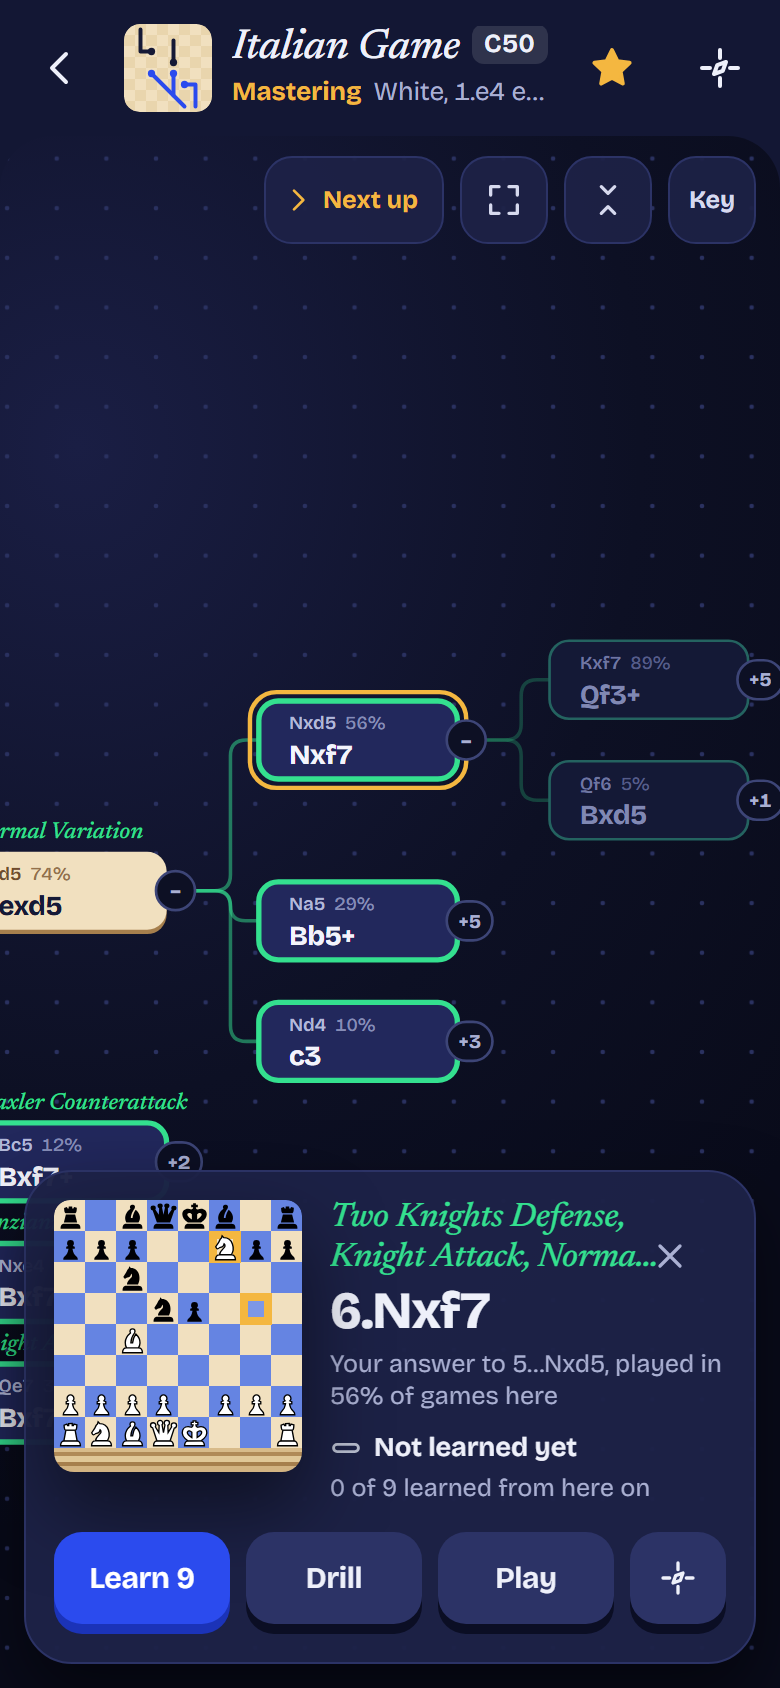 Italian Game C50
Mastering White, 1.e4 e...
Next up
Key
Kxf7 89%
Qf3+
+5
Nxd5 56%
Nxf7
−
Qf6 5%
Bxd5
+1
rmal Variation
d5 74%
exd5
−
Na5 29%
Bb5+
+5
Nd4 10%
c3
+3
axler Counterattack
Bc5 12%
Bxf7+
+2
Two Knights Defense,
Knight Attack, Norma...
6.Nxf7
Your answer to 5...Nxd5, played in
56% of games here
Not learned yet
0 of 9 learned from here on
Learn 9
Drill
Play